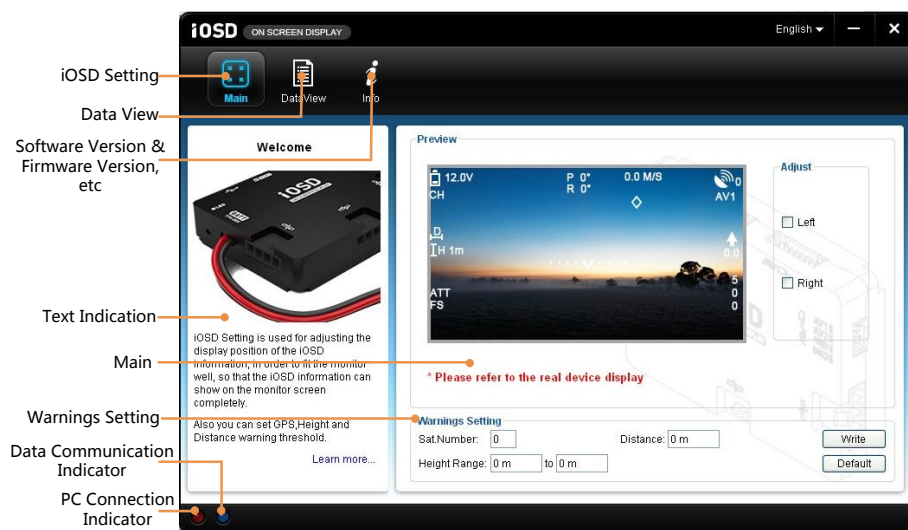 iOSD ON SCREEN DISPLAY
English
Main
DataView
Info
iOSD Setting
Data View
Software Version &
Firmware Version,
etc
Text Indication
Main
Warnings Setting
Data Communication
Indicator
PC Connection
Indicator
Welcome
iOSD
BATT
iOSD Setting is used for adjusting the
display position of the iOSD
information, in order to fit the monitor
well, so that the iOSD information can
show on the monitor screen
completely.
Also you can set GPS,Height and
Distance warning threshold.
Learn more...
Preview
12.0V
P 0°
0.0 M/S
0
CH
R 0°
AV1
D
H 1m
0.0
5
ATT
0
FS
0
* Please refer to the real device display
Adjust
Left
Right
Warnings Setting
Sat.Number: 0
Distance: 0 m
Write
Height Range: 0 m to 0 m
Default